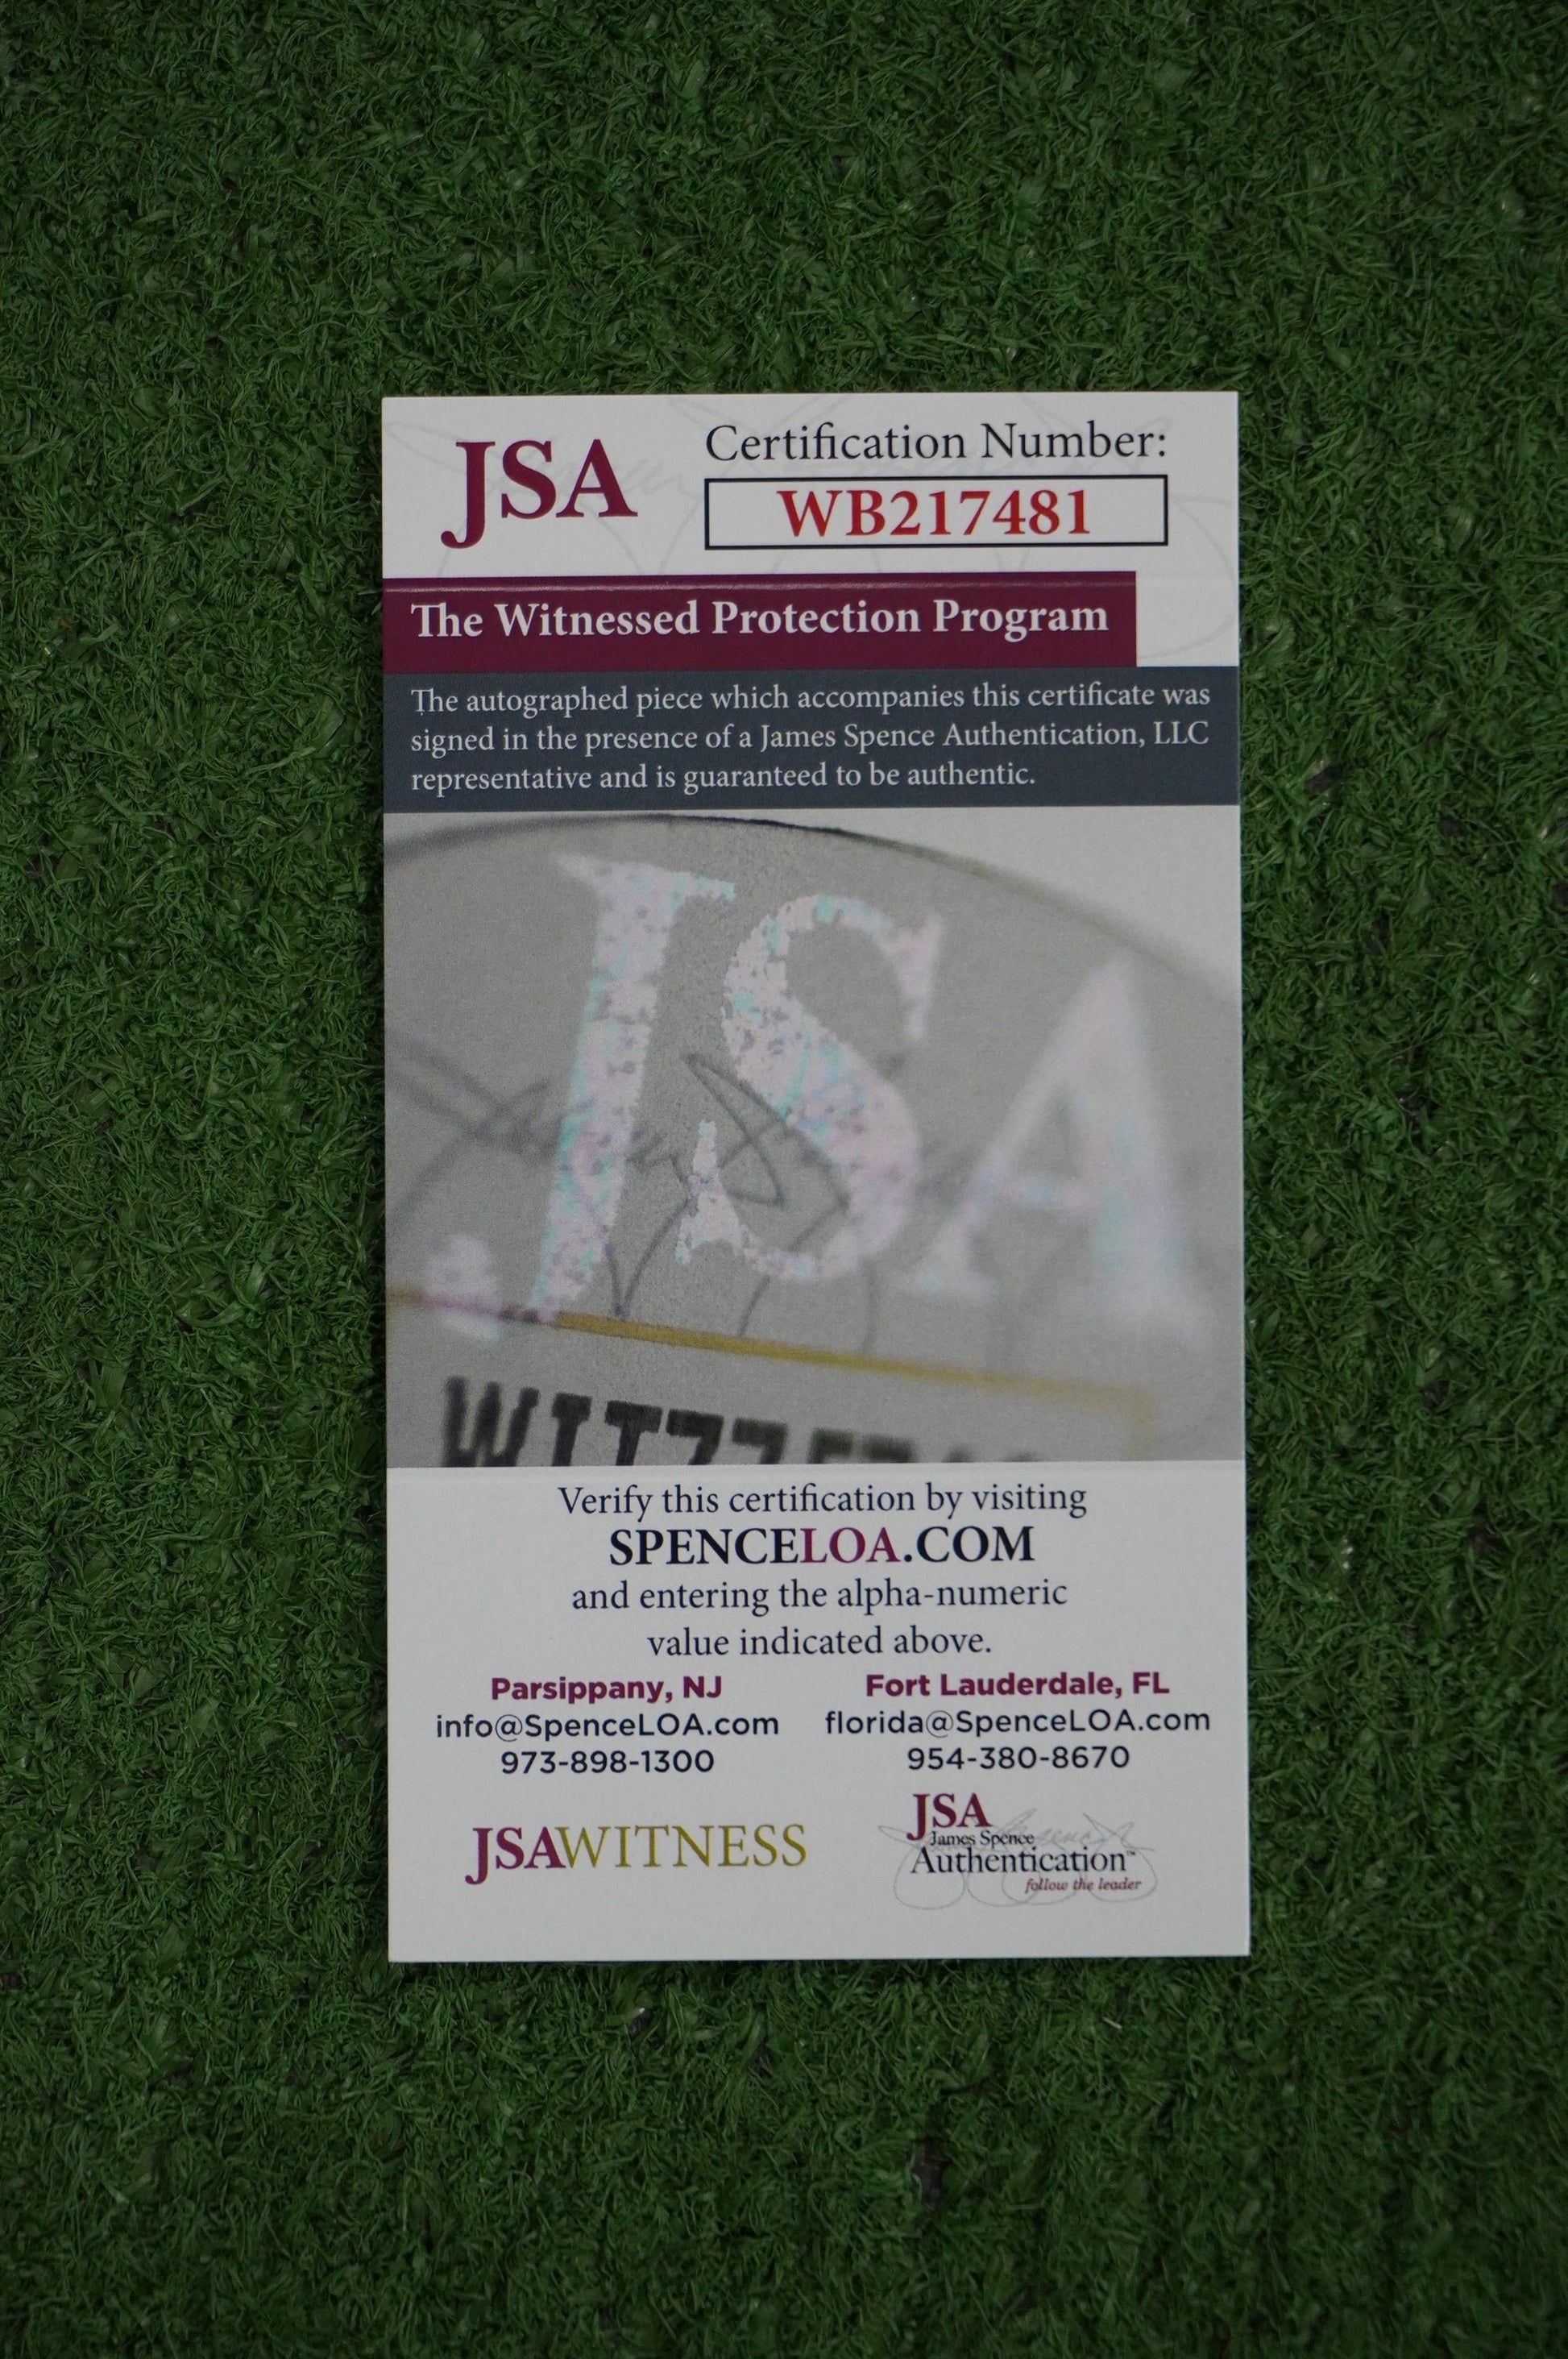 JSA
Certification Number:
WB217481
The Witnessed Protection Program
The autographed piece which accompanies this certificate was
signed in the presence of a James Spence Authentication, LLC
representative and is guaranteed to be authentic.
JSA
Verify this certification by visiting
SPENCELOA.COM
and entering the alpha-numeric
value indicated above.
Parsippany, NJ
info@SpenceLOA.com
973-898-1300
Fort Lauderdale, FL
florida@SpenceLOA.com
954-380-8670
JSAWITNESS
JSA
James Spence
Authentication™
follow the leader